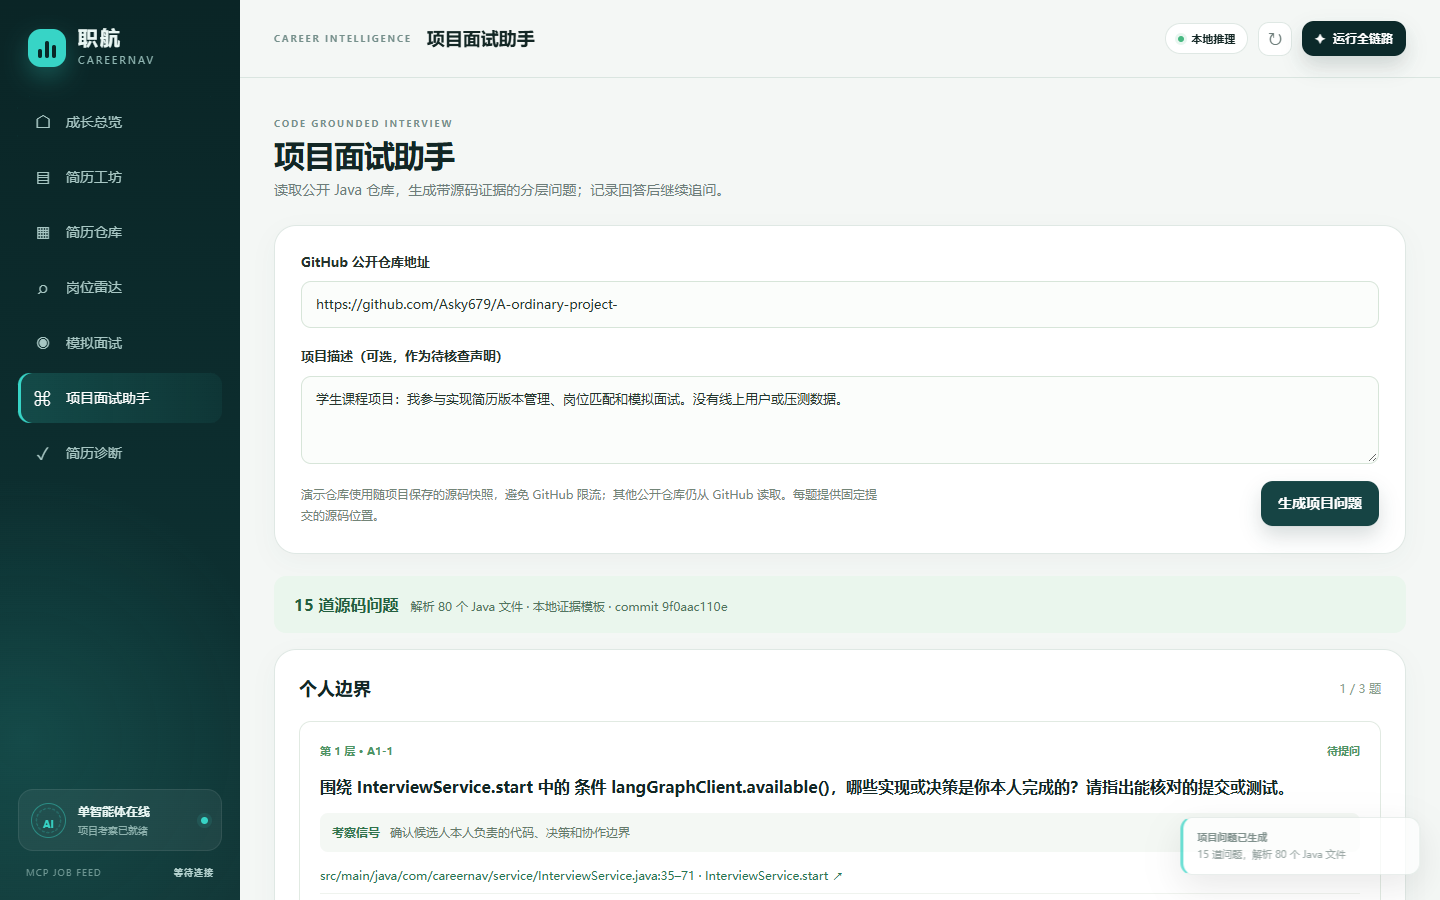 职航
CAREERNAV
成长总览
简历工坊
简历仓库
岗位雷达
模拟面试
项目面试助手
简历诊断
AI
单智能体在线
项目考察已就绪
MCP JOB FEED
等待连接
CAREER INTELLIGENCE
项目面试助手
本地推理
运行全链路
CODE GROUNDED INTERVIEW
项目面试助手
读取公开 Java 仓库，生成带源码证据的分层问题；记录回答后继续追问。
GitHub 公开仓库地址
https://github.com/Asky679/A-ordinary-project-
项目描述（可选，作为待核查声明）
学生课程项目：我参与实现简历版本管理、岗位匹配和模拟面试。没有线上用户或压测数据。
演示仓库使用随项目保存的源码快照，避免 GitHub 限流；其他公开仓库仍从 GitHub 读取。每题提供固定提
交的源码位置。
生成项目问题
15 道源码问题 解析 80 个 Java 文件 · 本地证据模板 · commit 9f0aac110e
个人边界
1 / 3 题
第 1 层 • A1-1
待提问
围绕 InterviewService.start 中的 条件 langGraphClient.available()，哪些实现或决策是你本人完成的？请指出能核对的提交或测试。
考察信号 确认候选人本人负责的代码、决策和协作边界
src/main/java/com/careernav/service/InterviewService.java:35–71 · InterviewService.start ↗
项目问题已生成
15 道问题，解析 80 个 Java 文件